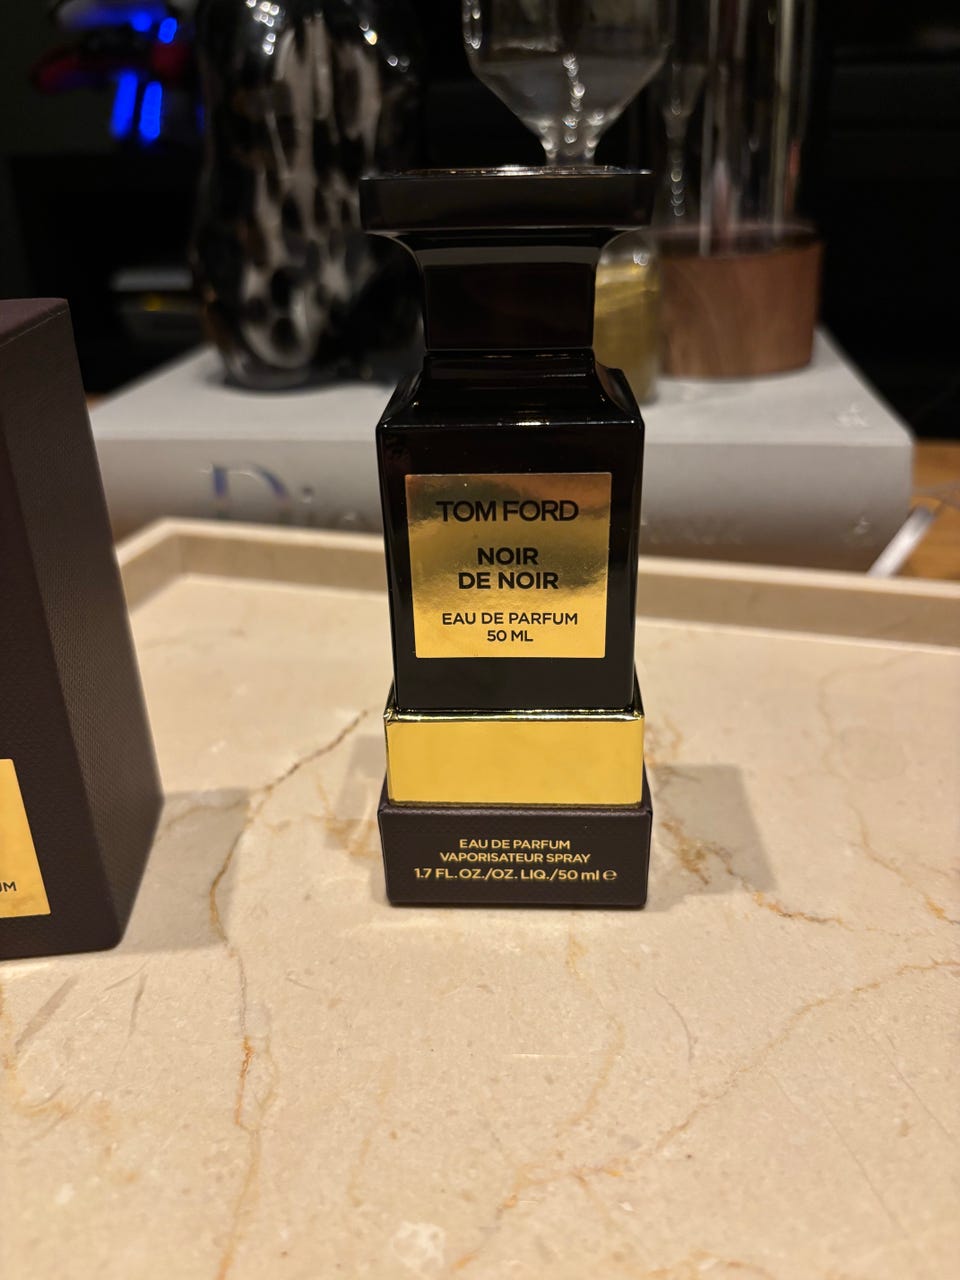 TOM FORD
NOIR
DE NOIR
EAU DE PARFUM
50 ML
EAU DE PARFUM
VAPORISATEUR SPRAY
1.7 FL. OZ./OZ. LIQ./50 ml ℮
UM